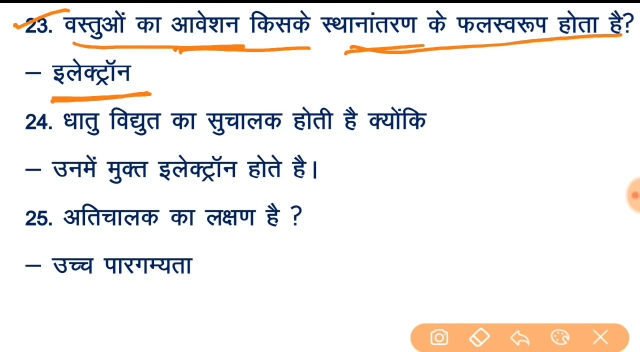 23. वस्तुओं का आवेशन किसके स्थानांतरण के फलस्वरूप होता है?
– इलेक्ट्रॉन
24. धातु विद्युत का सुचालक होती है क्योंकि
– उनमें मुक्त इलेक्ट्रॉन होते है।
25. अतिचालक का लक्षण है ?
– उच्च पारगम्यता